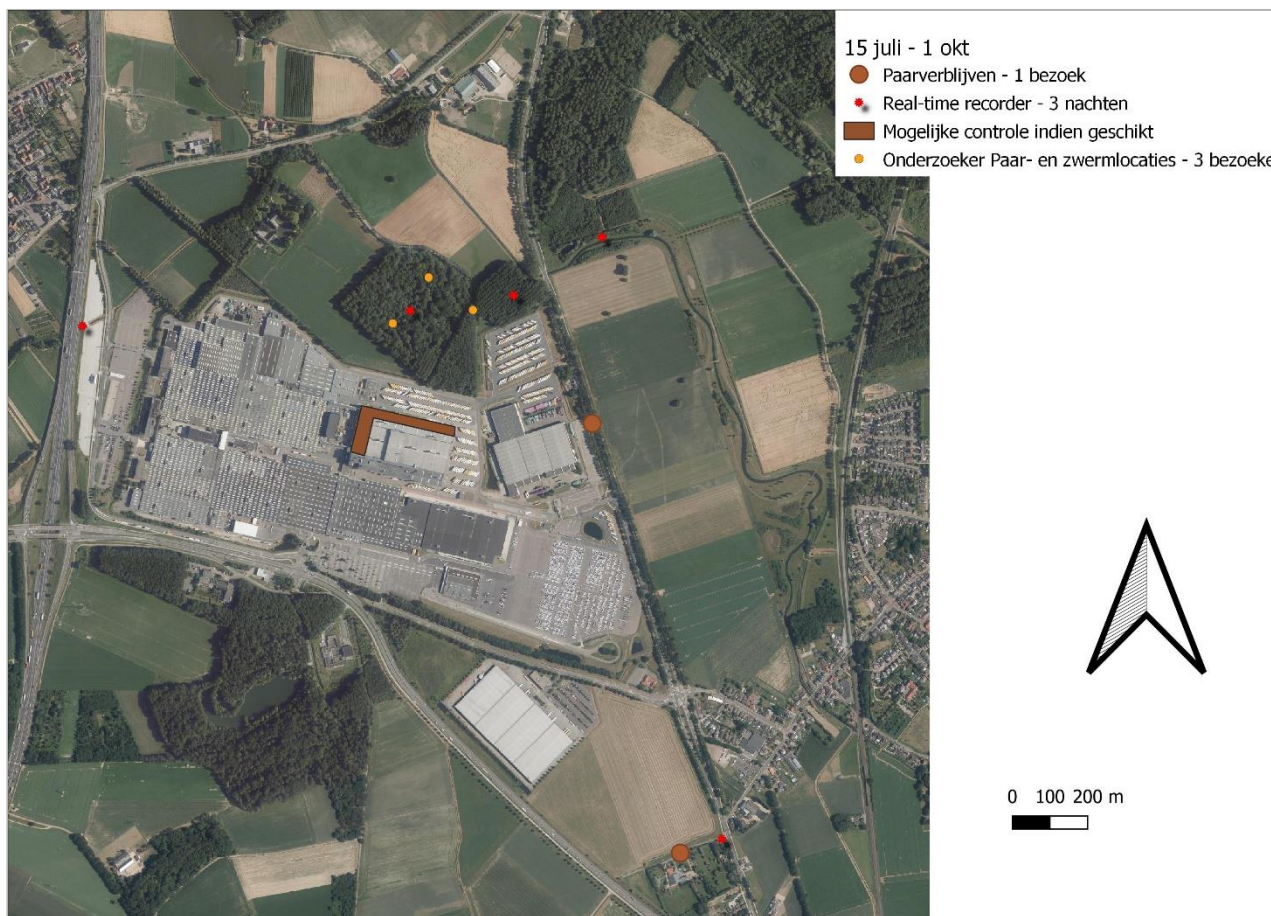 15 juli - 1 okt
Paarverblijven - 1 bezoek
Real-time recorder - 3 nachten
Mogelijke controle indien geschikt
Onderzoeker Paar- en zwermlocaties - 3 bezoeke
0 100 200 m